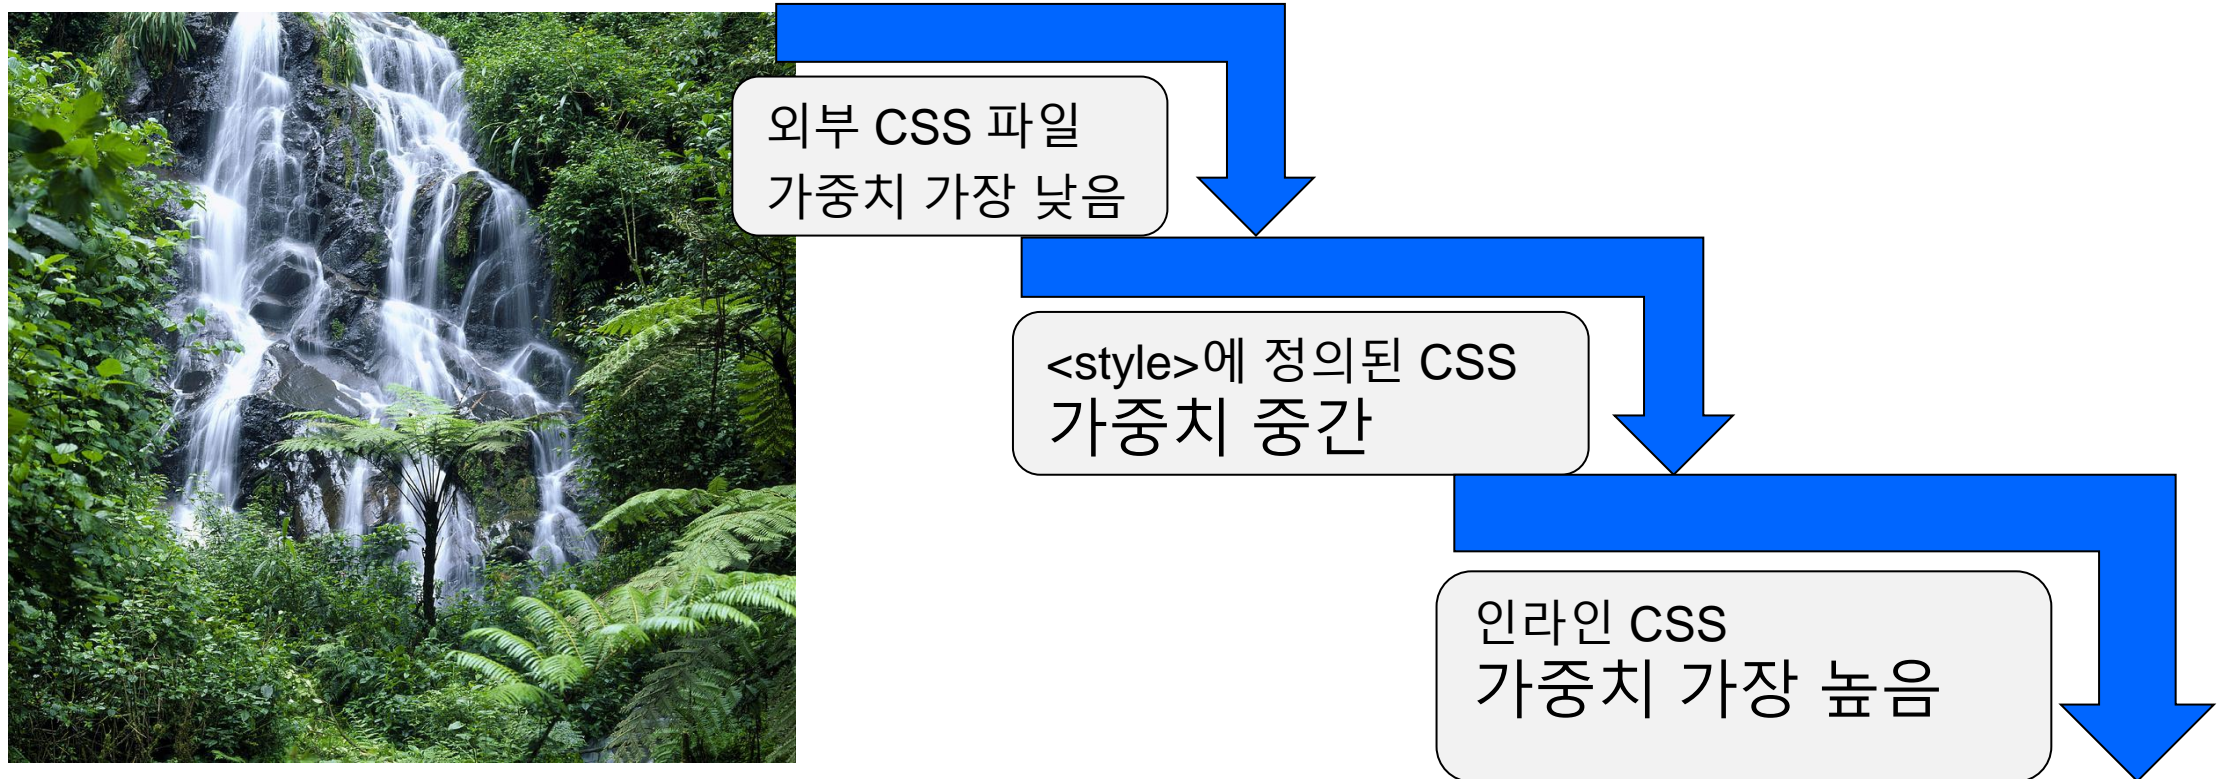 외부 CSS 파일
가중치 가장 낮음
<style>에 정의된 CSS
가중치 중간
인라인 CSS
가중치 가장 높음